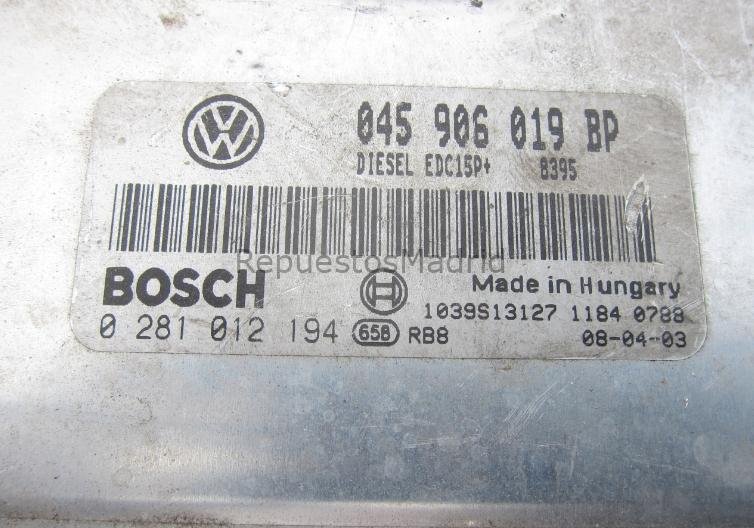 045 906 019 BP
DIESEL EDC15P+ 8395
RepuestosMadrid
BOSCH
Made in Hungary
1039S13127 1184 0788
0 281 012 194 658 RB8 08-04-03